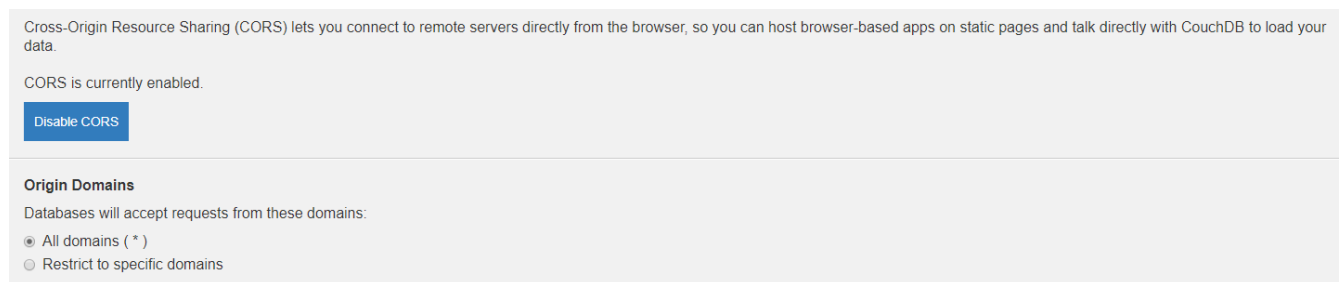 Cross-Origin Resource Sharing (CORS) lets you connect to remote servers directly from the browser, so you can host browser-based apps on static pages and talk directly with CouchDB to load your
data.
CORS is currently enabled.
Disable CORS
Origin Domains
Databases will accept requests from these domains:
All domains ( * )
Restrict to specific domains